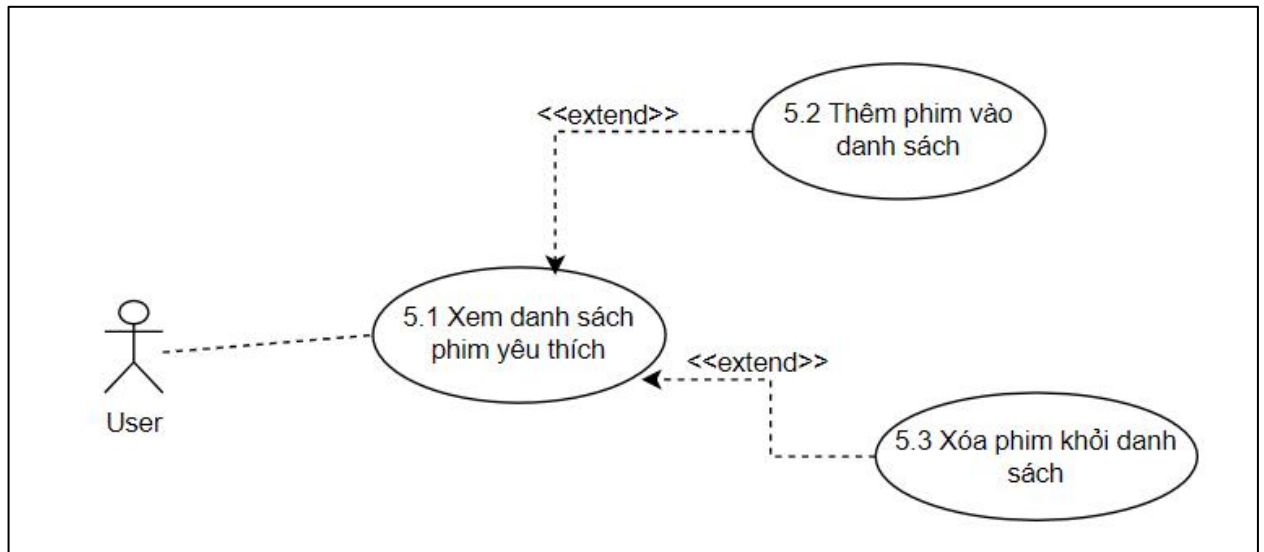 <<extend>>
5.2 Thêm phim vào
danh sách
5.1 Xem danh sách
phim yêu thích
<<extend>>
User
5.3 Xóa phim khỏi danh
sách